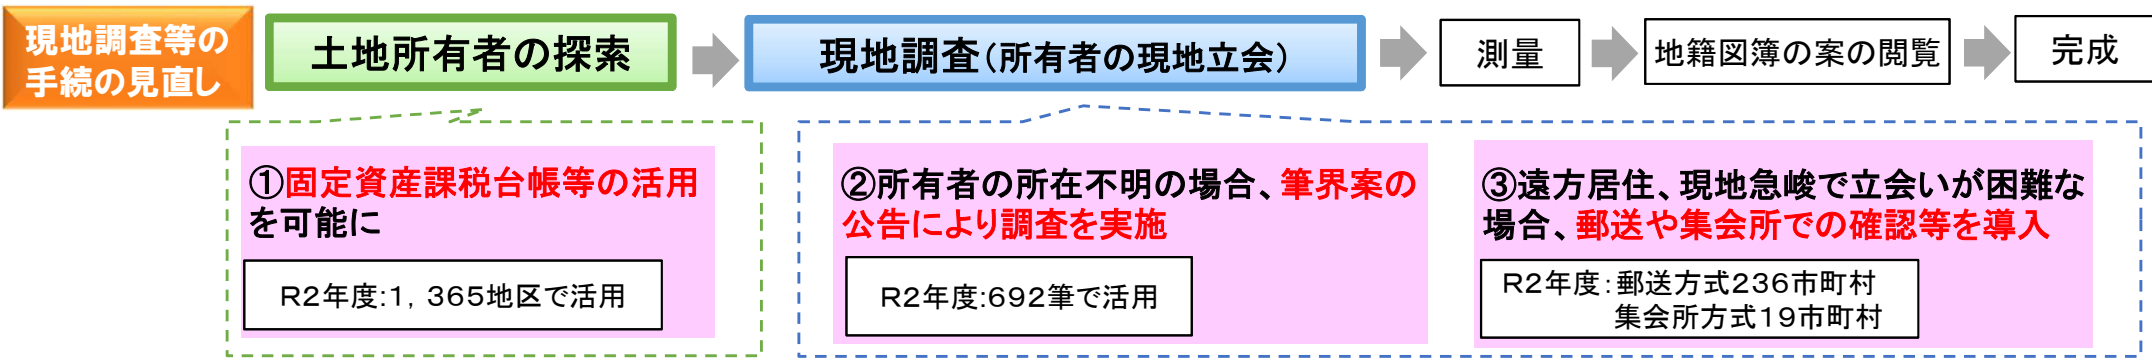 現地調査等の
手続の見直し
土地所有者の探索
現地調査(所有者の現地立会)
測量
地籍図簿の案の閲覧
完成
①固定資産課税台帳等の活用
を可能に
R2年度:1，365地区で活用
②所有者の所在不明の場合、筆界案の
公告により調査を実施
R2年度:692筆で活用
③遠方居住、現地急峻で立会いが困難な
場合、郵送や集会所での確認等を導入
R2年度:郵送方式236市町村
集会所方式19市町村